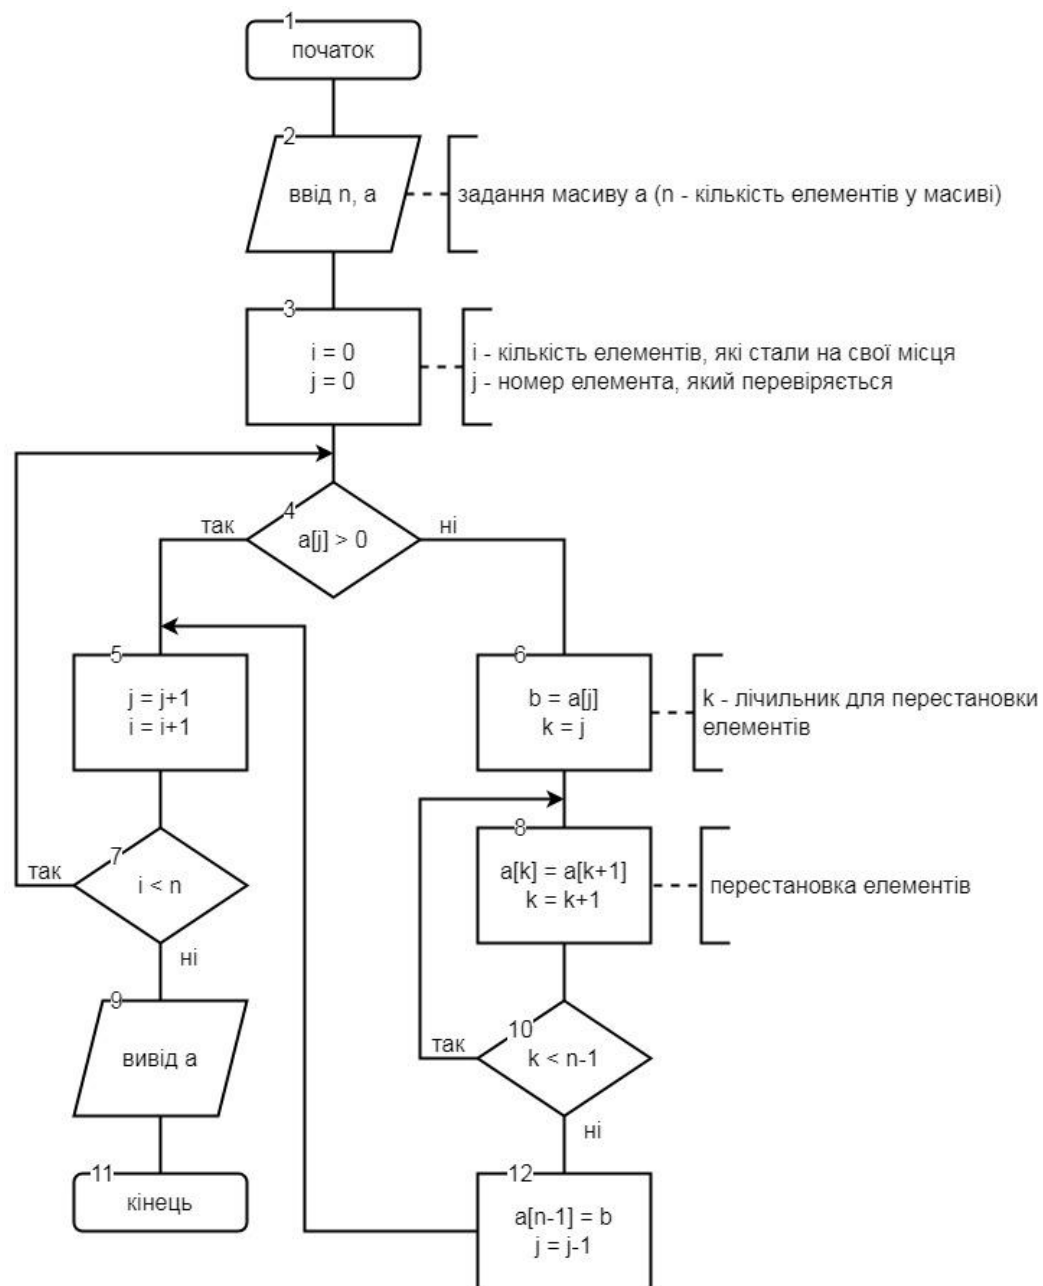 1
початок
2
ввід n, a
задання масиву а (n - кількість елементів у масиві)
3
i = 0
j = 0
i - кількість елементів, які стали на свої місця
j - номер елемента, який перевіряється
4
так
a[j] > 0
ні
5
j = j+1
i = i+1
6
b = a[j]
k = j
k - лічильник для перестановки
елементів
7
так
i < n
ні
8
a[k] = a[k+1]
k = k+1
перестановка елементів
9
вивід а
10
так
k < n-1
ні
11
кінець
12
a[n-1] = b
j = j-1